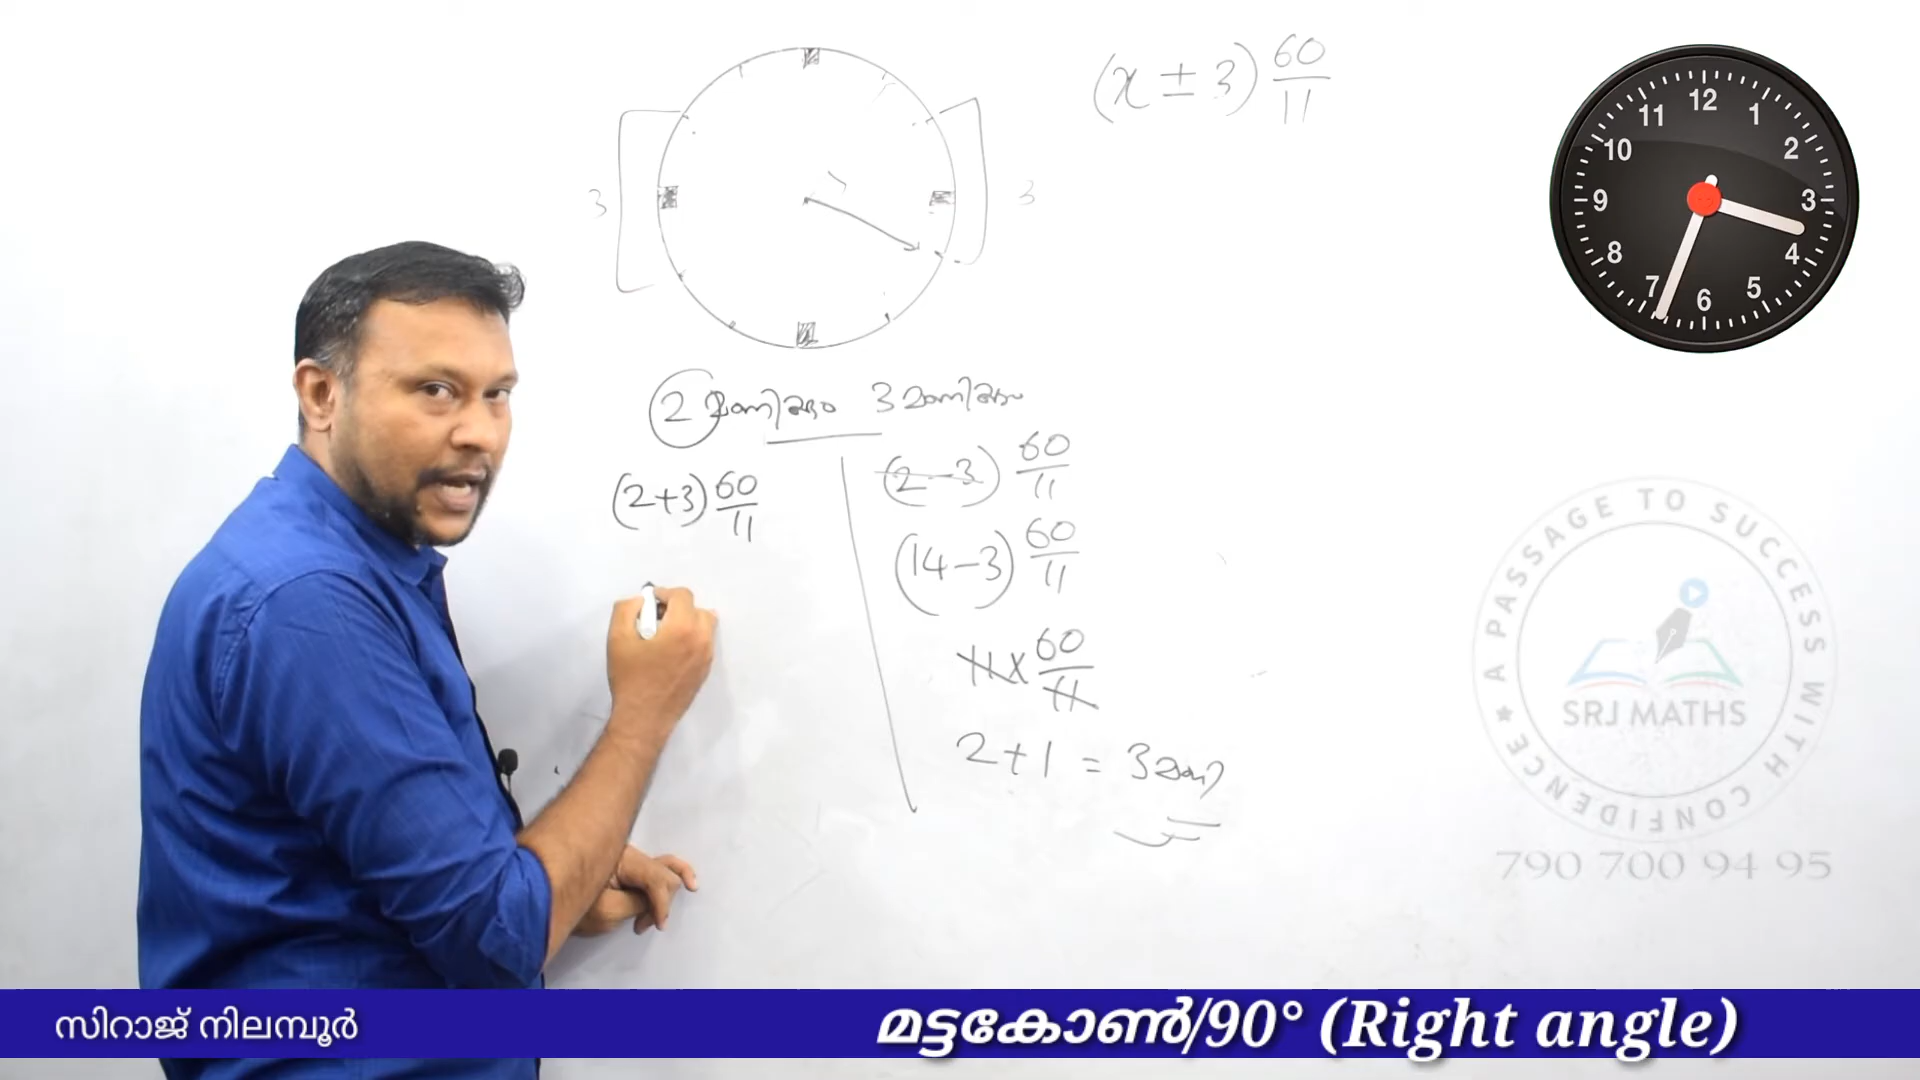 (x ± 3) 60/11
12
11 1
10 2
9 3
8 4
7 5
6
3 3
2 മണിക്കും 3 മണിക്കും
(2+3) 60/11
(2-3) 60/11
(14-3) 60/11
11 x 60/11
2+1 = 3 മണി
A PASSAGE TO SUCCESS WITH CONFIDENCE
SRJ MATHS
790 700 94 95
സിറാജ് നിലമ്പൂർ
മട്ടകോൺ/90° (Right angle)